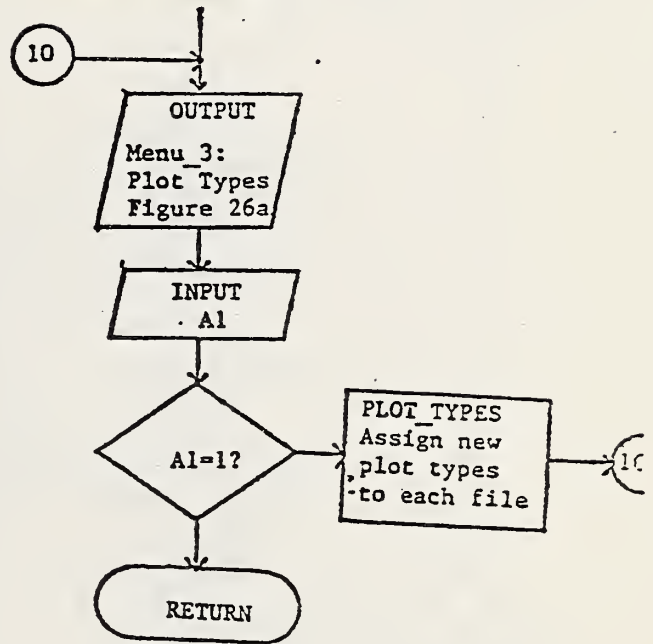 10
OUTPUT
Menu_3:
Plot Types
Figure 26a
INPUT
A1
A1=1?
PLOT_TYPES
Assign new
plot types
to each file
RETURN